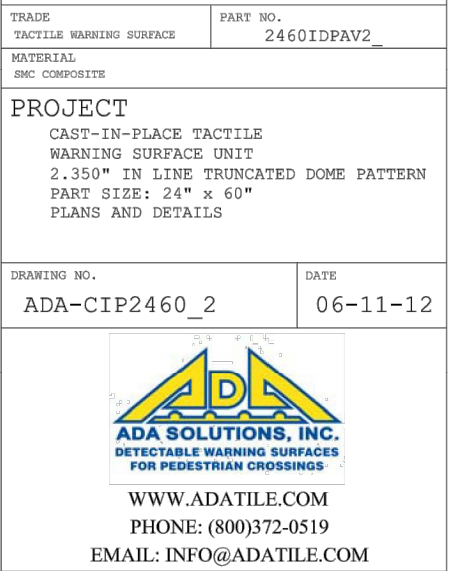 TRADE
TACTILE WARNING SURFACE
PART NO.
2460IDPAV2_
MATERIAL
SMC COMPOSITE
PROJECT
CAST-IN-PLACE TACTILE
WARNING SURFACE UNIT
2.350" IN LINE TRUNCATED DOME PATTERN
PART SIZE: 24" x 60"
PLANS AND DETAILS
DRAWING NO.
ADA-CIP2460_2
DATE
06-11-12
ADA
ADA SOLUTIONS, INC.
DETECTABLE WARNING SURFACES
FOR PEDESTRIAN CROSSINGS
WWW.ADATILE.COM
PHONE: (800)372-0519
EMAIL: INFO@ADATILE.COM